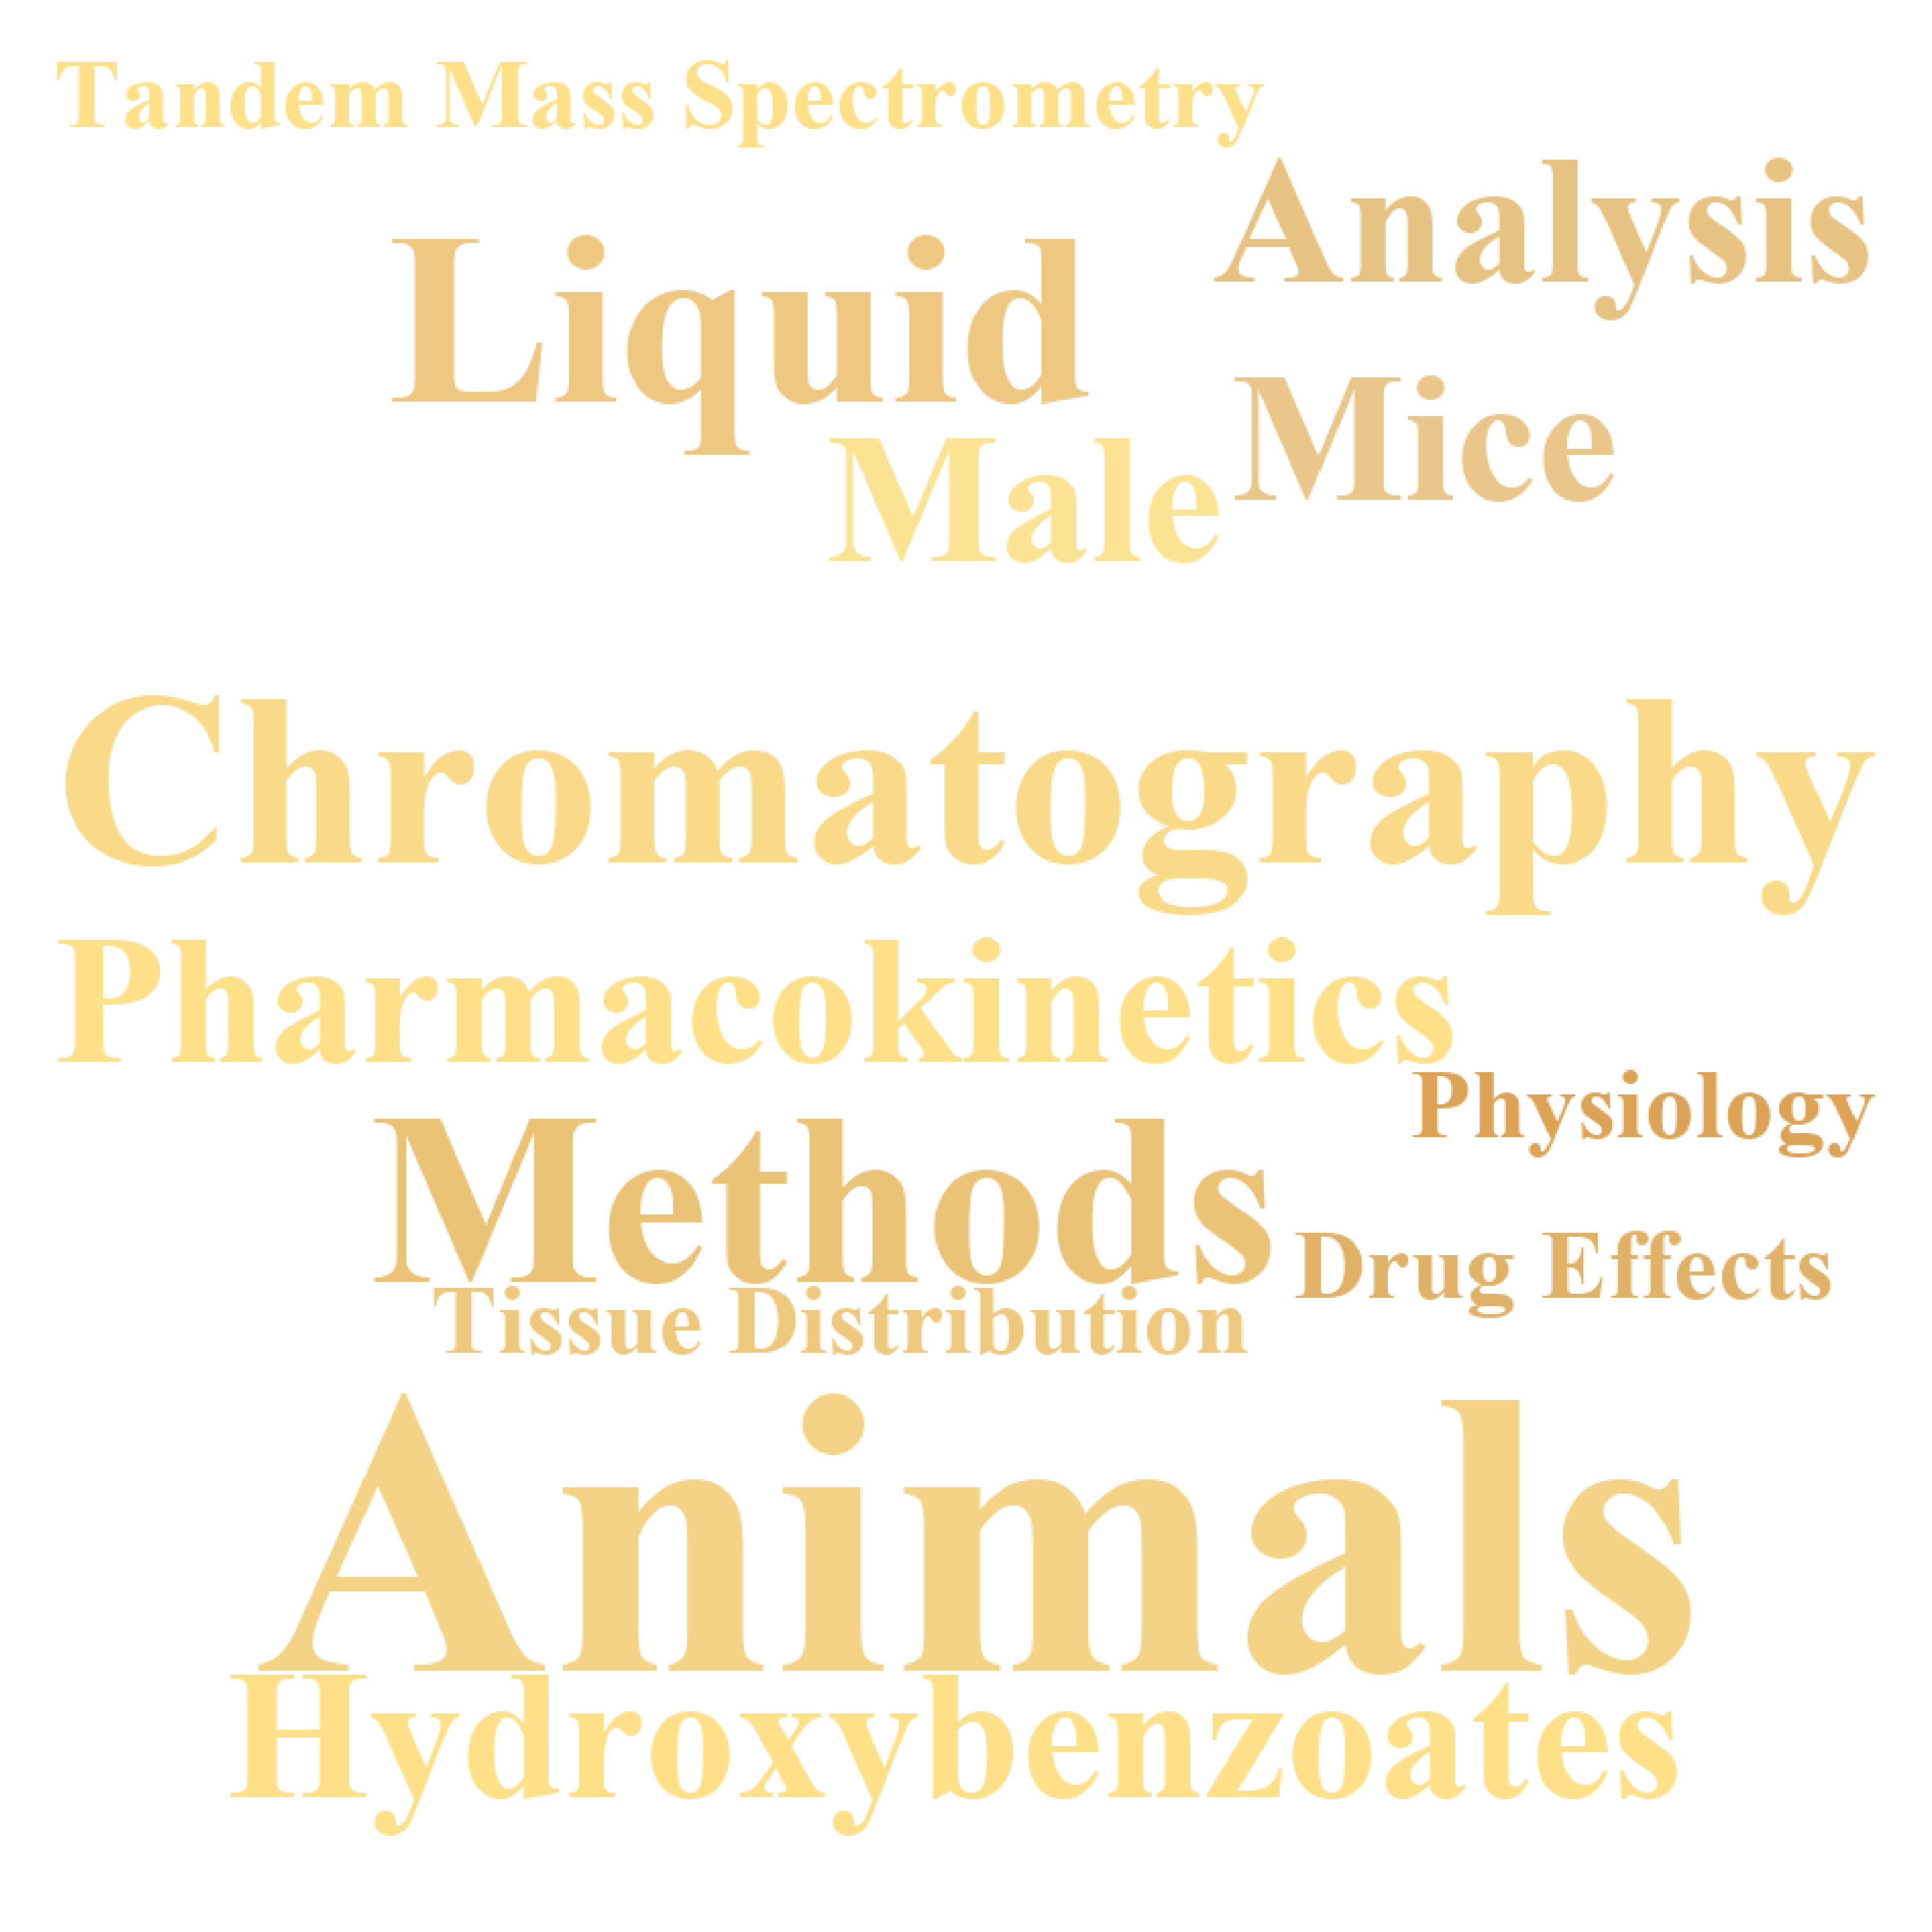 Tandem Mass Spectrometry
Analysis
Liquid
Mice
Male
Chromatography
Pharmacokinetics
Physiology
Methods
Drug Effects
Tissue Distribution
Animals
Hydroxybenzoates